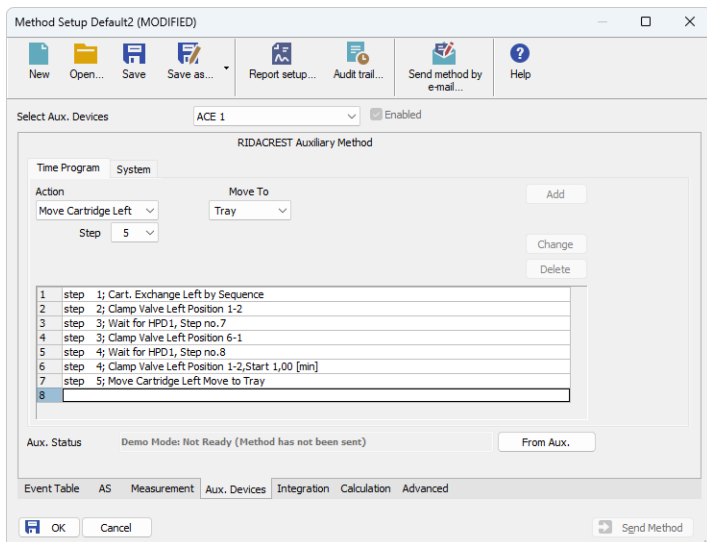 Method Setup Default2 (MODIFIED)
New Open... Save Save as... Report setup... Audit trail... Send method by e-mail... Help
Select Aux. Devices ACE 1 Enabled
RIDACREST Auxiliary Method
Time Program System
Action Move To Add
Move Cartridge Left Tray
Step 5
Change
Delete
1 step 1; Cart. Exchange Left by Sequence
2 step 2; Clamp Valve Left Position 1-2
3 step 3; Wait for HPD1, Step no.7
4 step 3; Clamp Valve Left Position 6-1
5 step 4; Wait for HPD1, Step no.8
6 step 4; Clamp Valve Left Position 1-2,Start 1,00 [min]
7 step 5; Move Cartridge Left Move to Tray
8
Aux. Status Demo Mode: Not Ready (Method has not been sent) From Aux.
Event Table AS Measurement Aux. Devices Integration Calculation Advanced
OK Cancel Send Method